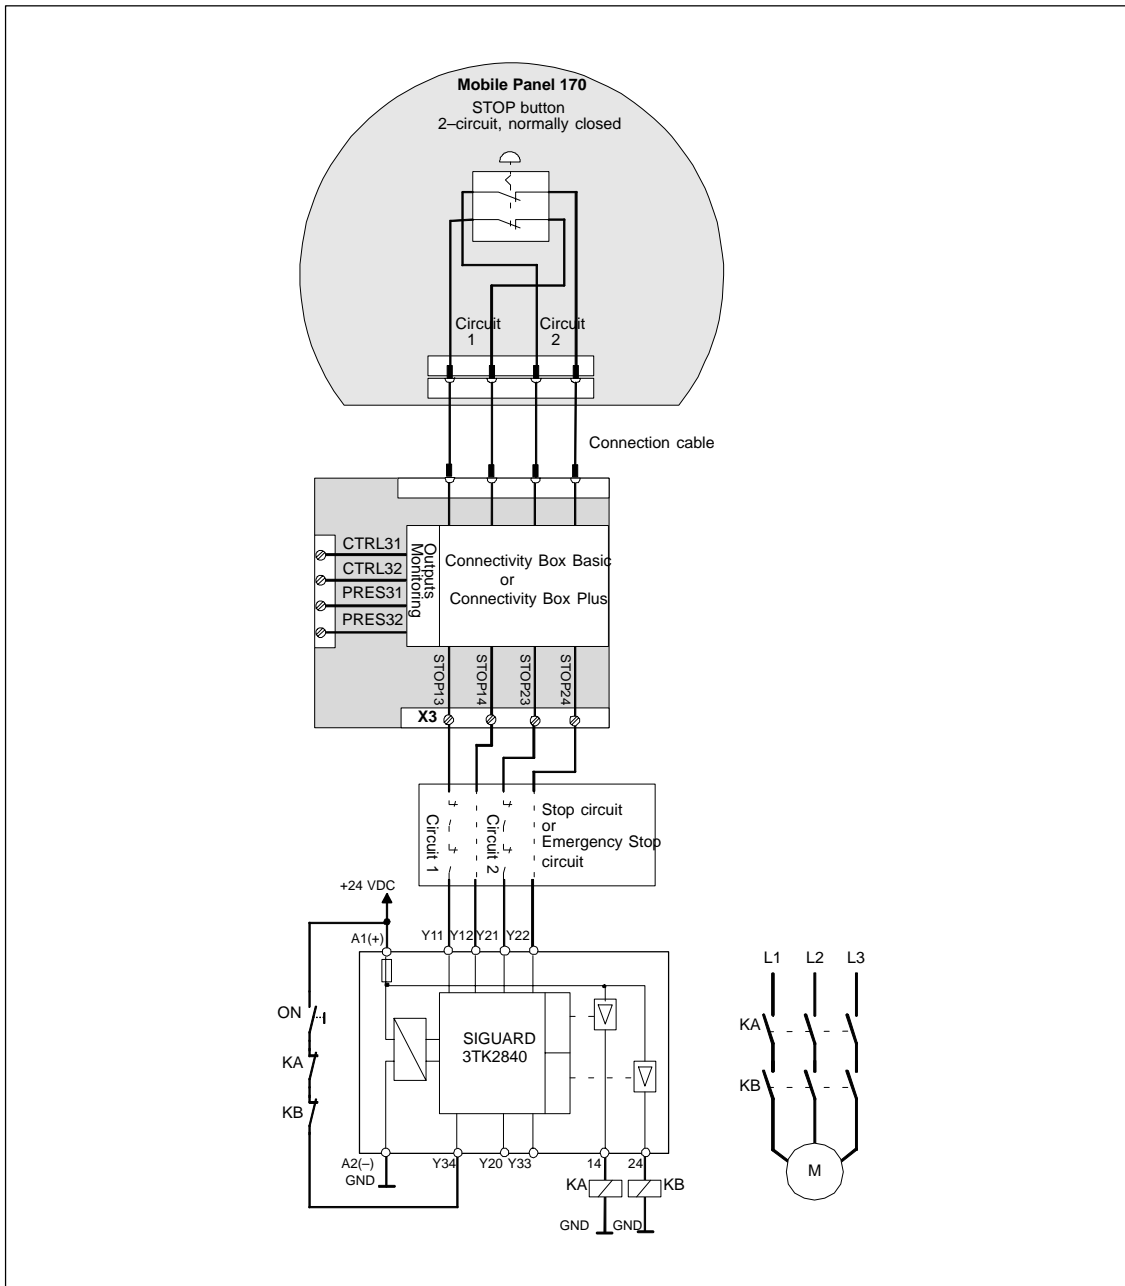 Mobile Panel 170
STOP button
2–circuit, normally closed
Circuit
1
Circuit
2
Connection cable
CTRL31
CTRL32
PRES31
PRES32
Outputs
Monitoring
Connectivity Box Basic
or
Connectivity Box Plus
STOP13
STOP14
STOP23
STOP24
X3
Circuit 1
Circuit 2
Stop circuit
or
Emergency Stop
circuit
+24 VDC
A1(+)
Y11
Y12
Y21
Y22
ON
KA
KB
SIGUARD
3TK2840
A2(–)
GND
Y34
Y20
Y33
14
24
KA
KB
GND
GND
L1
L2
L3
KA
KB
M